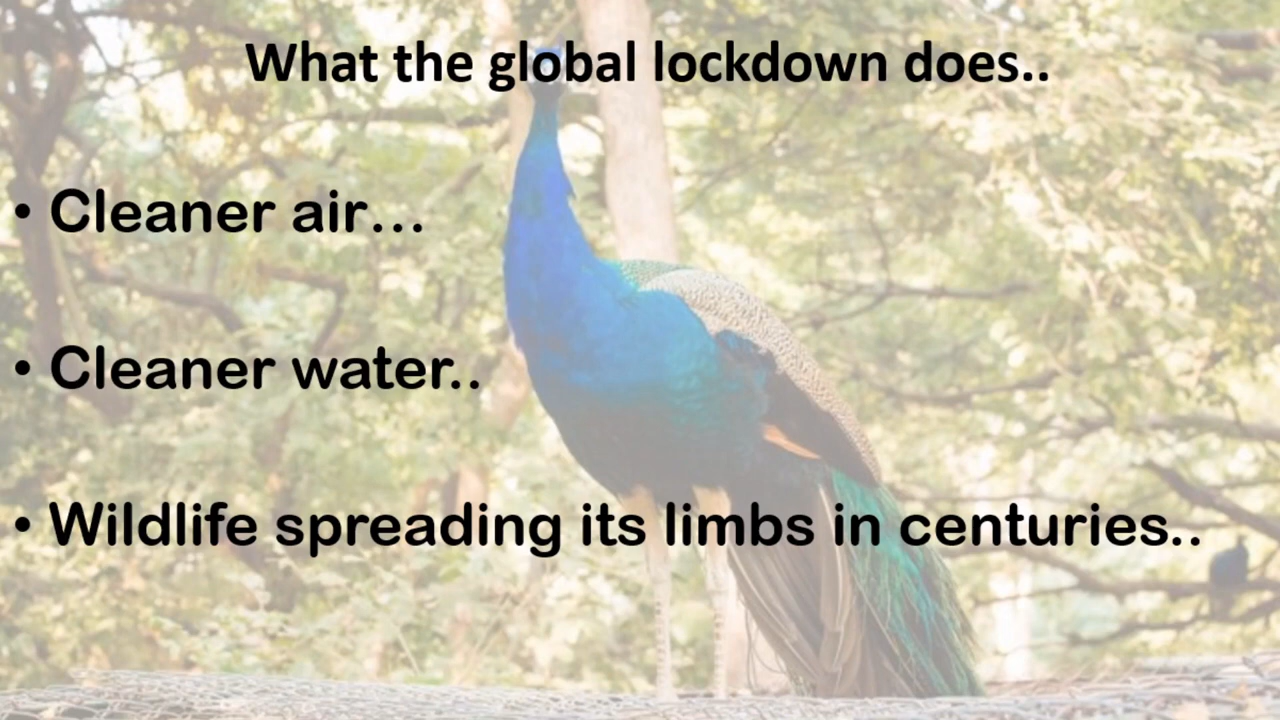 What the global lockdown does..
• Cleaner air...
• Cleaner water..
• Wildlife spreading its limbs in centuries..